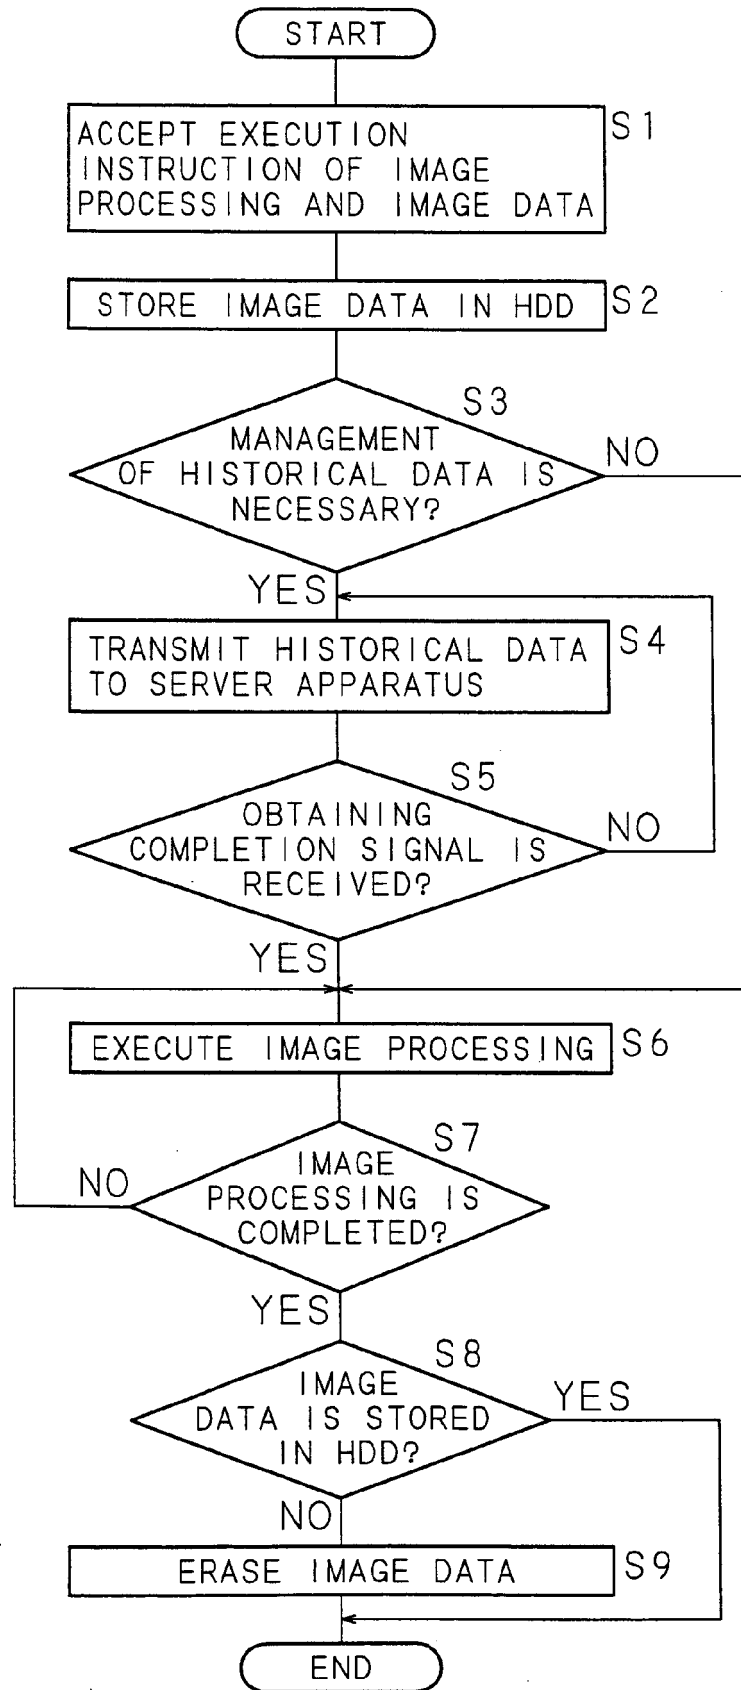 START
ACCEPT EXECUTION
INSTRUCTION OF IMAGE
PROCESSING AND IMAGE DATA
S1
STORE IMAGE DATA IN HDD
S2
S3
MANAGEMENT
OF HISTORICAL DATA IS
NECESSARY?
NO
YES
TRANSMIT HISTORICAL DATA
TO SERVER APPARATUS
S4
S5
OBTAINING
COMPLETION SIGNAL IS
RECEIVED?
NO
YES
EXECUTE IMAGE PROCESSING
S6
S7
IMAGE
PROCESSING IS
COMPLETED?
NO
YES
S8
IMAGE
DATA IS STORED
IN HDD?
YES
NO
ERASE IMAGE DATA
S9
END